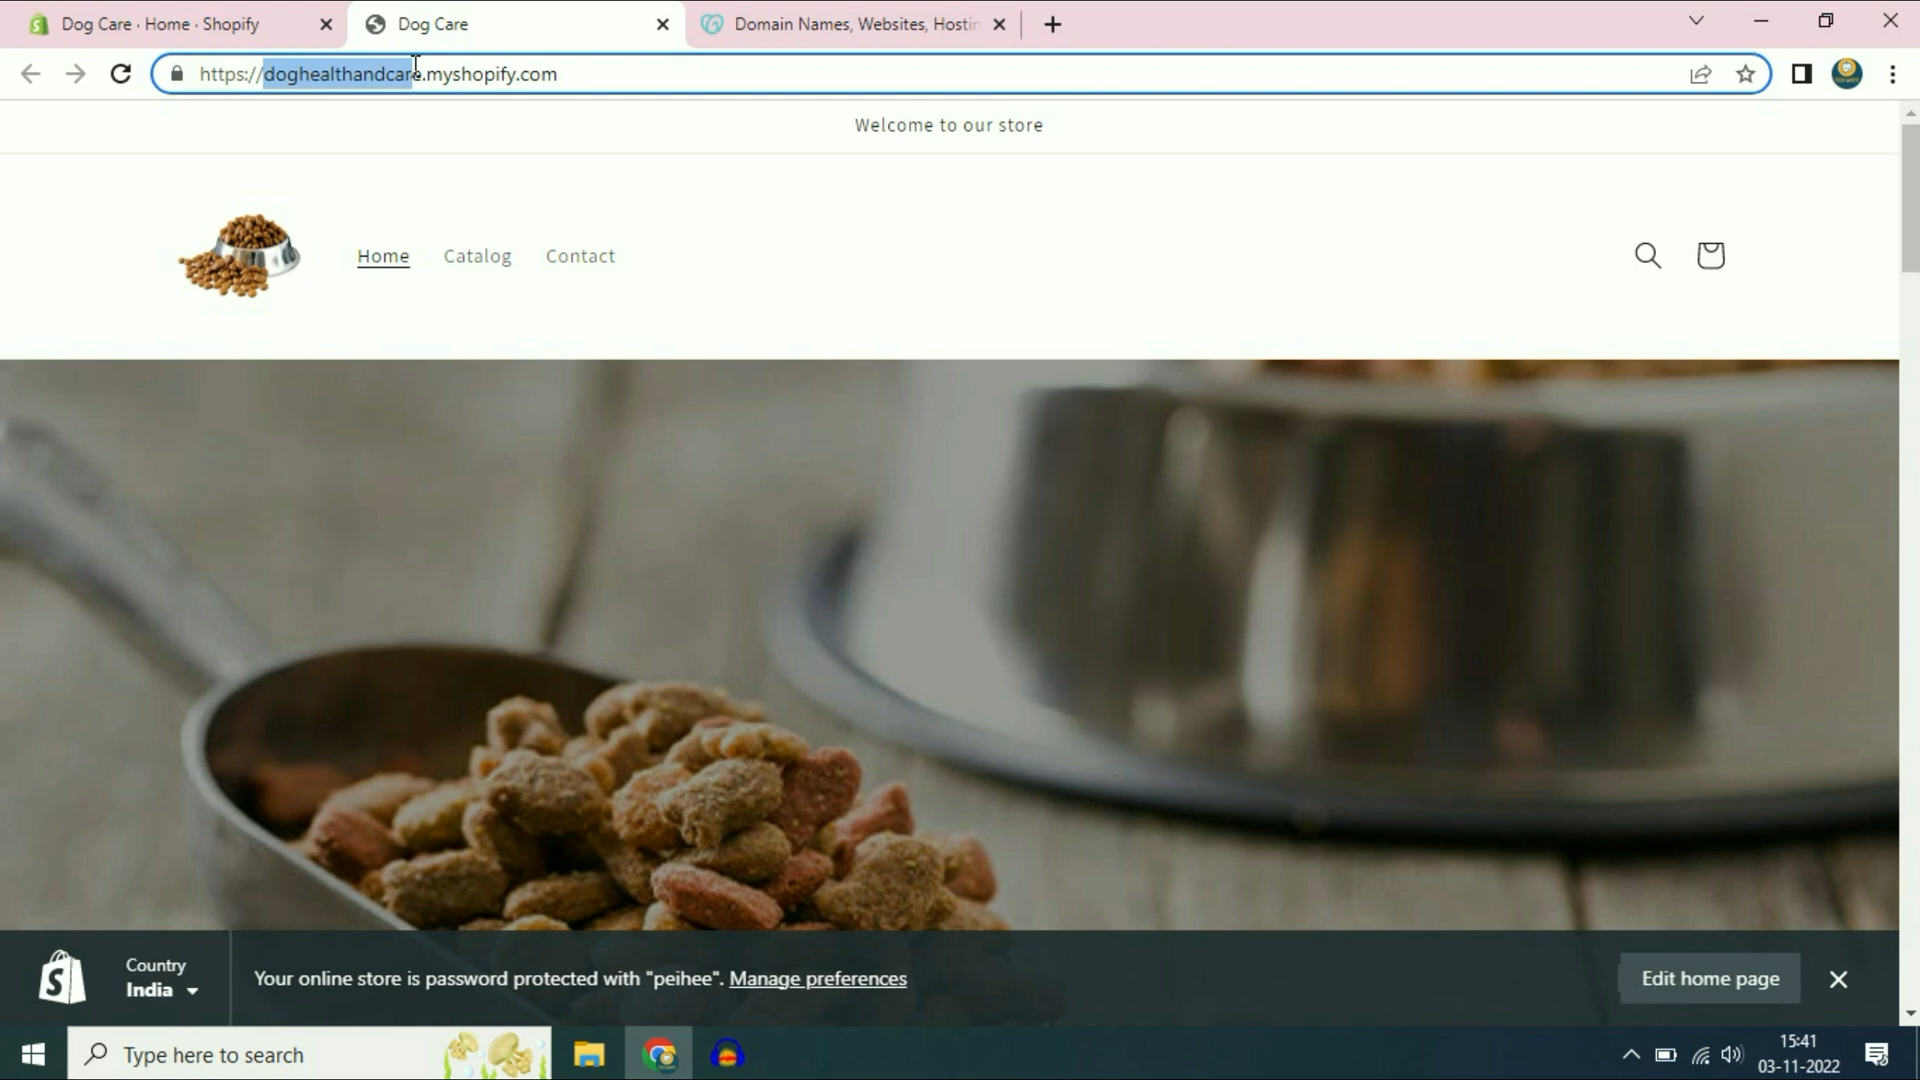 Dog Care · Home · Shopify
Dog Care
Domain Names, Websites, Hostin
https://doghealthandcare.myshopify.com
Welcome to our store
Home Catalog Contact
Country
India
Your online store is password protected with "peihee". Manage preferences
Edit home page
Type here to search
15:41
03-11-2022